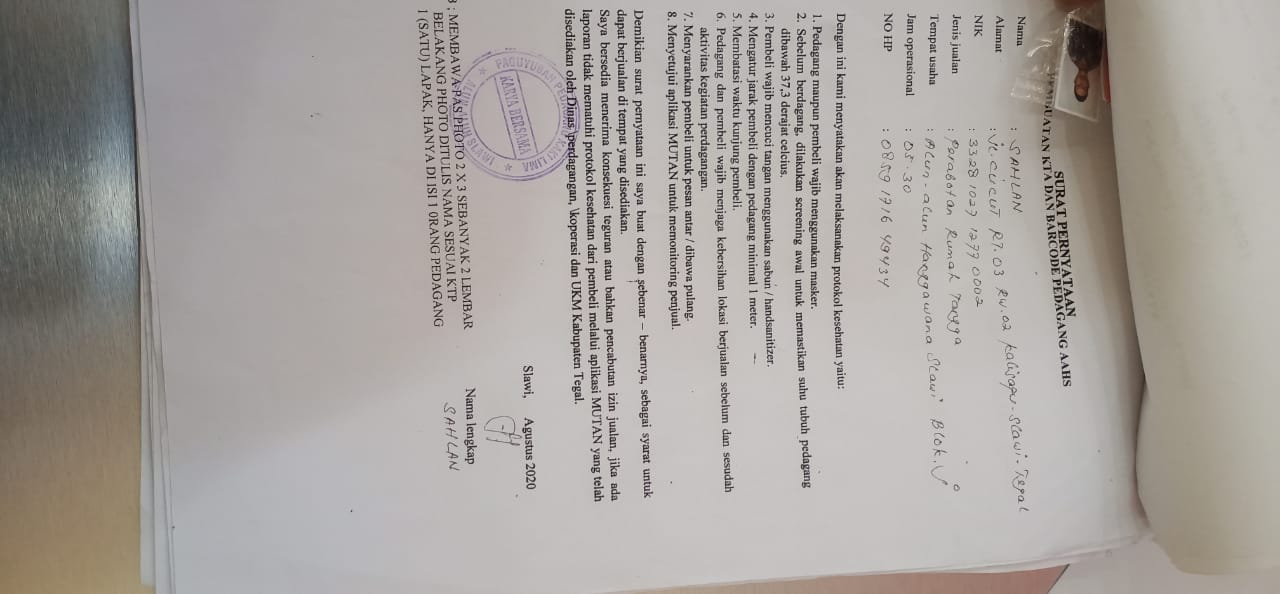 SURAT PERNYATAAN
BUATAN KTA DAN BARCODE PEDAGANG AAHS
Nama : SAHLAN
Alamat : JL. CUCUT RT.03 RW.02 Kalisapu - Slawi - Tegal
NIK : 3328102712770002
Jenis jualan : Perabotan Rumah Tangga
Tempat usaha : Alun-alun Hanggawana Slawi Blok. V
Jam operasional : 05.30
NO HP : 0859 1716 49434
Dengan ini kami menyatakan akan melaksanakan protokol kesehatan yaitu:
1. Pedagang maupun pembeli wajib menggunakan masker.
2. Sebelum berdagang, dilakukan screening awal untuk memastikan suhu tubuh pedagang
dibawah 37,3 derajat celcius.
3. Pembeli wajib mencuci tangan menggunakan sabun / handsanitizer.
4. Mengatur jarak pembeli dengan pedagang minimal 1 meter.
5. Membatasi waktu kunjung pembeli.
6. Pedagang dan pembeli wajib menjaga kebersihan lokasi berjualan sebelum dan sesudah
aktivitas kegiatan perdagangan.
7. Menyarankan pembeli untuk pesan antar / dibawa pulang.
8. Menyetujui aplikasi MUTAN untuk memonitoring penjual.
Demikian surat pernyataan ini saya buat dengan sebenar – benarnya, sebagai syarat untuk
dapat berjualan di tempat yang disediakan.
Saya bersedia menerima konsekuesi teguran atau bahkan pencabutan izin jualan, jika ada
laporan tidak mematuhi protokol kesehatan dari pembeli melalui aplikasi MUTAN yang telah
disediakan oleh Dinas perdagangan, koperasi dan UKM Kabupaten Tegal.
Slawi, Agustus 2020
PAGUYUBAN PEDAGANG KAKI LIMA
KARYA BERSAMA
ALUN-ALUN SLAWI
Nama lengkap
SAHLAN
B : MEMBAWA PAS PHOTO 2 X 3 SEBANYAK 2 LEMBAR
BELAKANG PHOTO DITULIS NAMA SESUAI KTP
1 (SATU) LAPAK, HANYA DI ISI 1 0RANG PEDAGANG